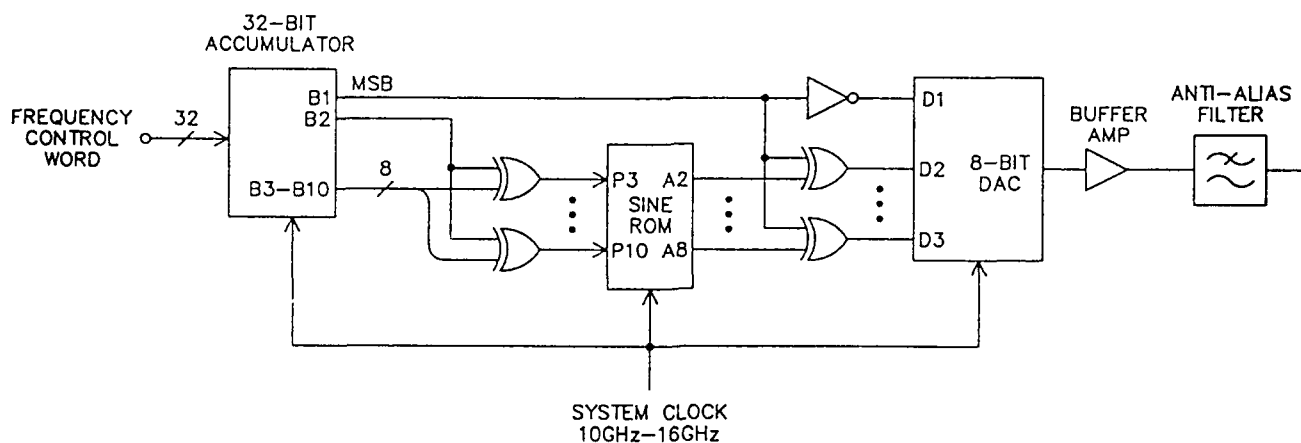 32-BIT
ACCUMULATOR
FREQUENCY
CONTROL
WORD
32
B1
MSB
B2
B3-B10
8
P3
A2
SINE
ROM
P10
A8
D1
D2
8-BIT
DAC
D3
BUFFER
AMP
ANTI-ALIAS
FILTER
SYSTEM CLOCK
10GHz-16GHz